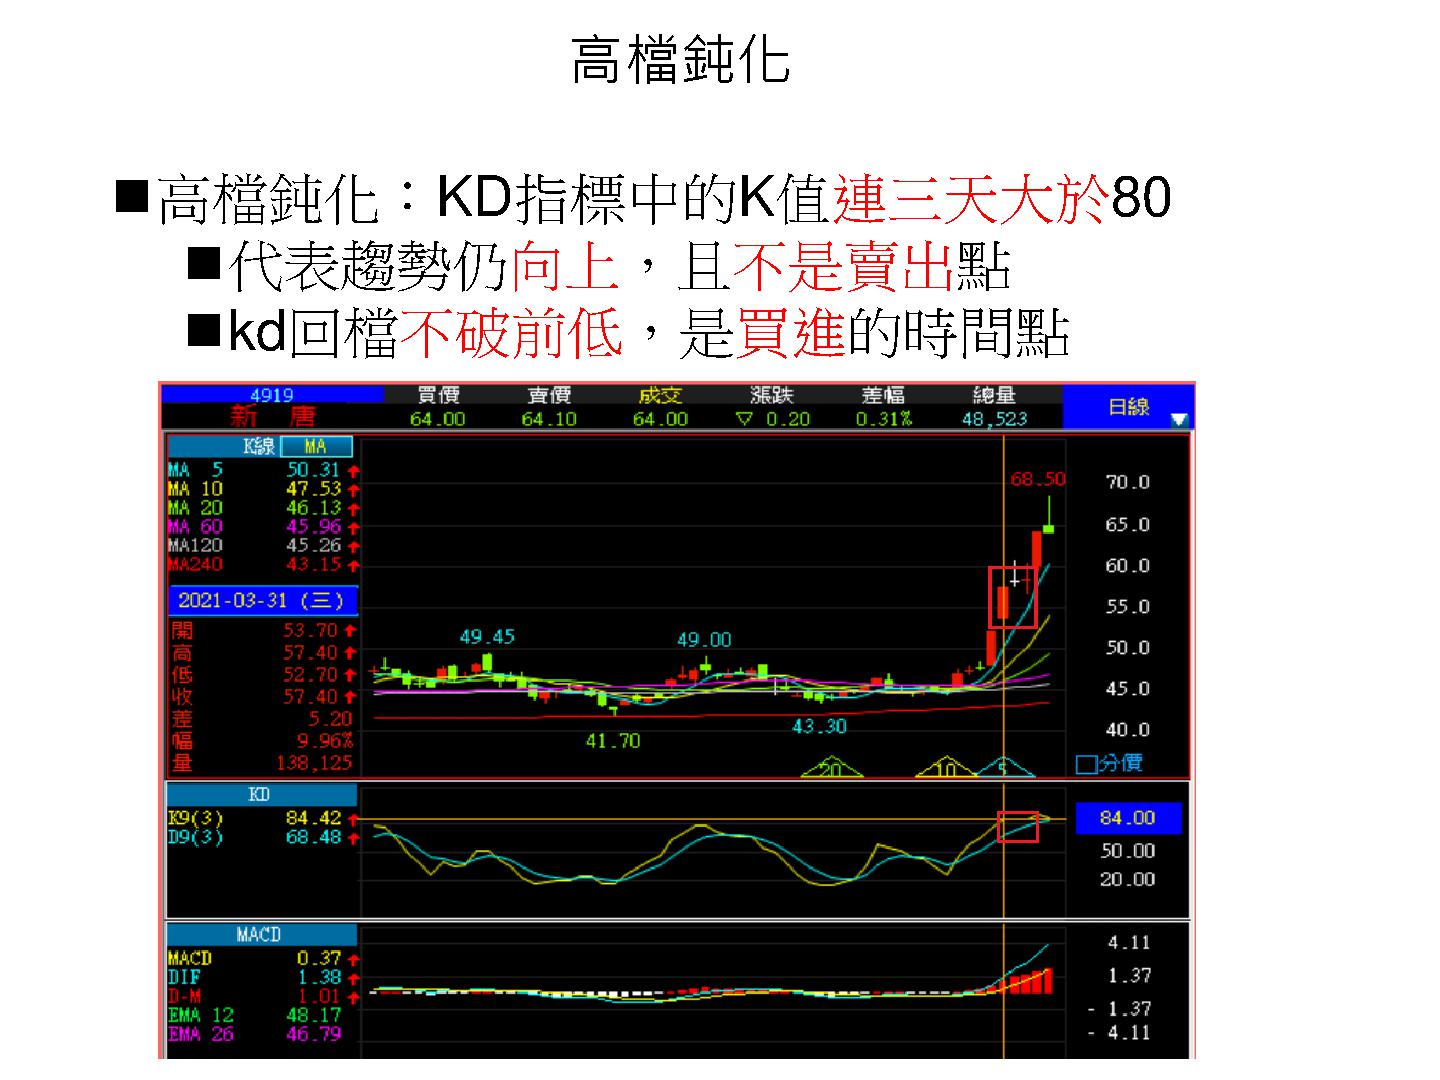 高檔鈍化
■高檔鈍化：KD指標中的K值連三天大於80
■代表趨勢仍向上，且不是賣出點
■kd回檔不破前低，是買進的時間點
4919 買價 賣價 成交 漲跌 差幅 總量 日線
新 唐 64.00 64.10 64.00 ▽ 0.20 0.31% 48,523
K線 MA
MA 5 50.31
MA 10 47.53
MA 20 46.13
MA 60 45.96
MA120 45.26
MA240 43.15
2021-03-31 (三)
開 53.70
高 57.40
低 52.70
收 57.40
差 5.20
幅 9.96%
量 138,125
68.50
49.45
49.00
43.30
41.70
20 10 5
70.0
65.0
60.0
55.0
50.0
45.0
40.0
分價
KD
K9(3) 84.42
D9(3) 68.48
84.00
50.00
20.00
MACD
MACD 0.37
DIF 1.38
D-M 1.01
EMA 12 48.17
EMA 26 46.79
4.11
1.37
- 1.37
- 4.11